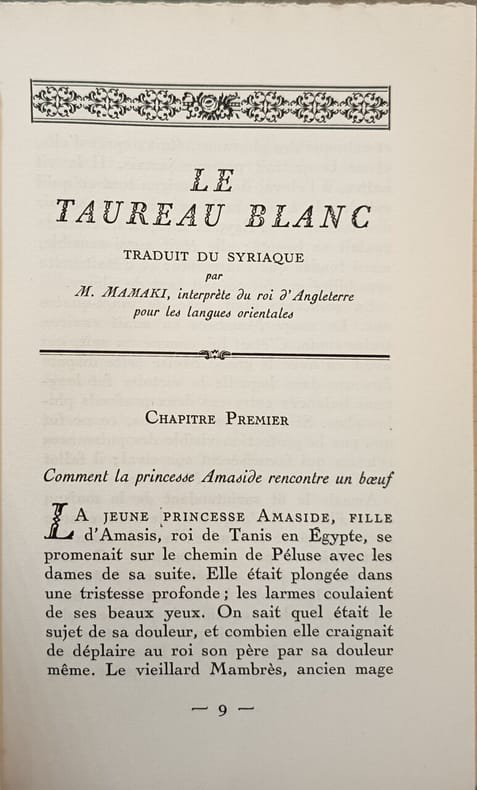 LE
TAUREAU BLANC
TRADUIT DU SYRIAQUE
par
M. MAMAKI, interprète du roi d'Angleterre
pour les langues orientales
CHAPITRE PREMIER
Comment la princesse Amaside rencontre un bœuf
LA JEUNE PRINCESSE AMASIDE, FILLE
d'Amasis, roi de Tanis en Égypte, se
promenait sur le chemin de Péluse avec les
dames de sa suite. Elle était plongée dans
une tristesse profonde; les larmes coulaient
de ses beaux yeux. On sait quel était le
sujet de sa douleur, et combien elle craignait
de déplaire au roi son père par sa douleur
même. Le vieillard Mambrès, ancien mage
— 9 —